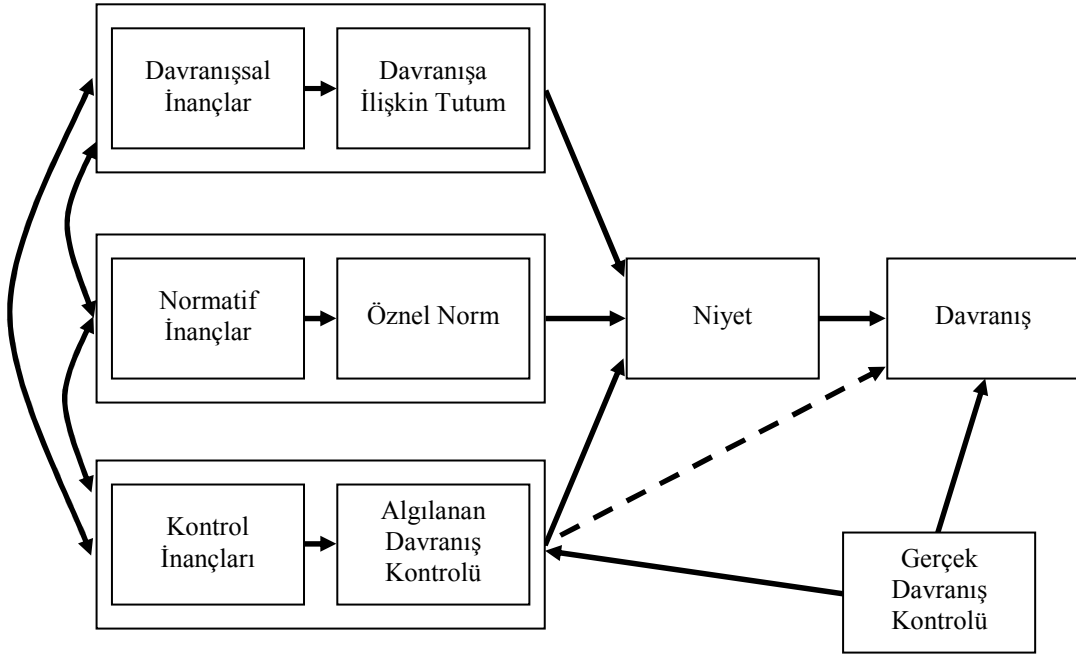 Davranışsal
İnançlar
Davranışa
İlişkin Tutum
Normatif
İnançlar
Öznel Norm
Niyet
Davranış
Kontrol
İnançları
Algılanan
Davranış
Kontrolü
Gerçek
Davranış
Kontrolü